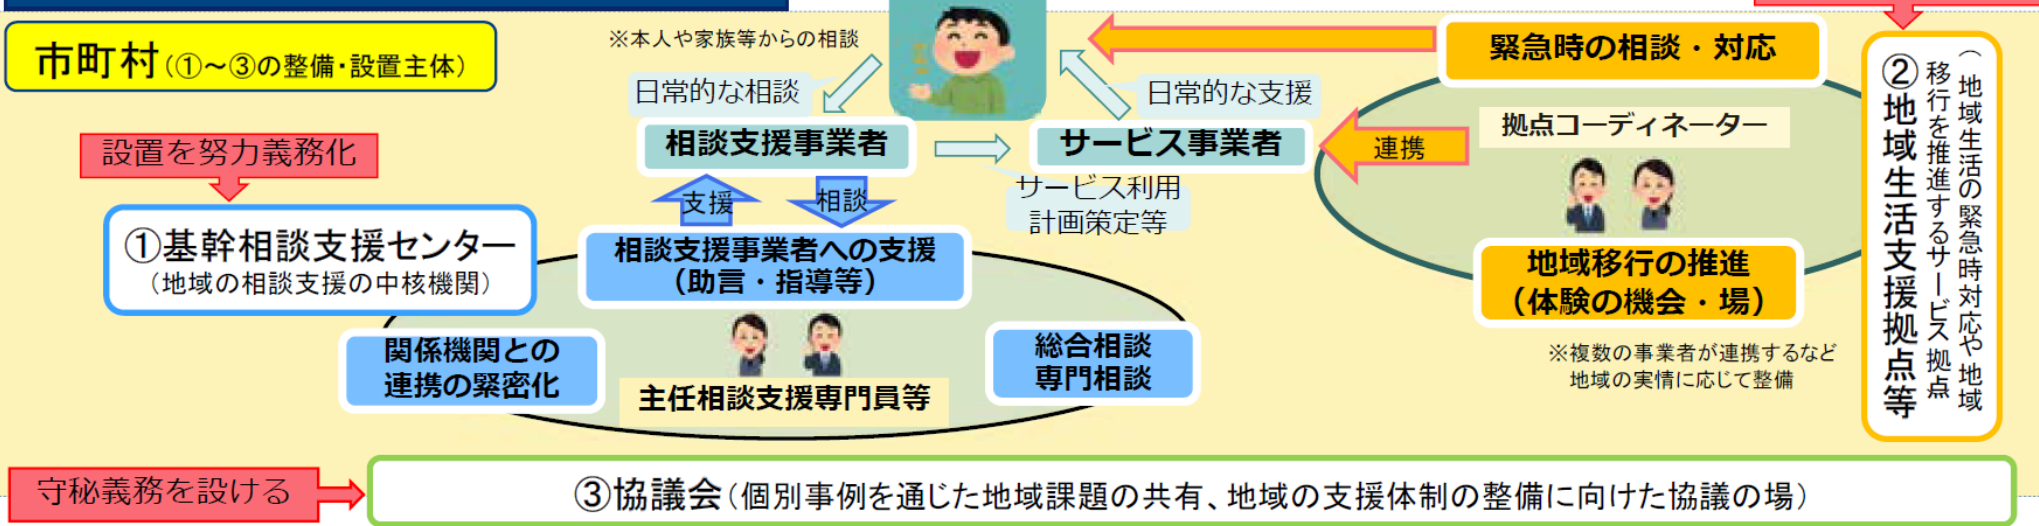 市町村(①～③の整備・設置主体)
※本人や家族等からの相談
日常的な相談
日常的な支援
相談支援事業者
サービス事業者
サービス利用
計画策定等
緊急時の相談・対応
拠点コーディネーター
連携
地域移行の推進
(体験の機会・場)
※複数の事業者が連携するなど
地域の実情に応じて整備
②地域生活支援拠点等
(地域生活の緊急時対応や地域
移行を推進するサービス拠点
設置を努力義務化
①基幹相談支援センター
(地域の相談支援の中核機関)
支援
相談
相談支援事業者への支援
(助言・指導等)
関係機関との
連携の緊密化
主任相談支援専門員等
総合相談
専門相談
守秘義務を設ける
③協議会(個別事例を通じた地域課題の共有、地域の支援体制の整備に向けた協議の場)